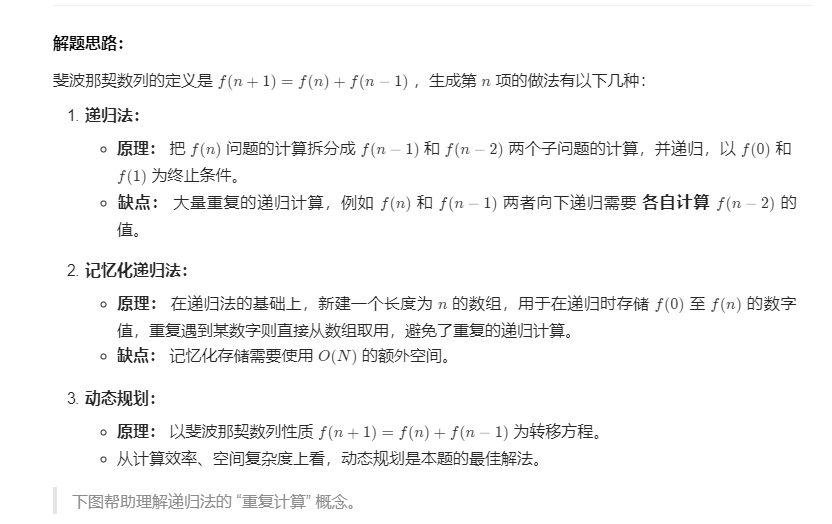 解题思路：
斐波那契数列的定义是 f(n + 1) = f(n) + f(n − 1) ，生成第 n 项的做法有以下几种：
1. 递归法：
原理： 把 f(n) 问题的计算拆分成 f(n − 1) 和 f(n − 2) 两个子问题的计算，并递归，以 f(0) 和
f(1) 为终止条件。
缺点： 大量重复的递归计算，例如 f(n) 和 f(n − 1) 两者向下递归需要 各自计算 f(n − 2) 的
值。
2. 记忆化递归法：
原理： 在递归法的基础上，新建一个长度为 n 的数组，用于在递归时存储 f(0) 至 f(n) 的数字
值，重复遇到某数字则直接从数组取用，避免了重复的递归计算。
缺点： 记忆化存储需要使用 O(N) 的额外空间。
3. 动态规划：
原理： 以斐波那契数列性质 f(n + 1) = f(n) + f(n − 1) 为转移方程。
从计算效率、空间复杂度上看，动态规划是本题的最佳解法。
下图帮助理解递归法的 “重复计算” 概念。